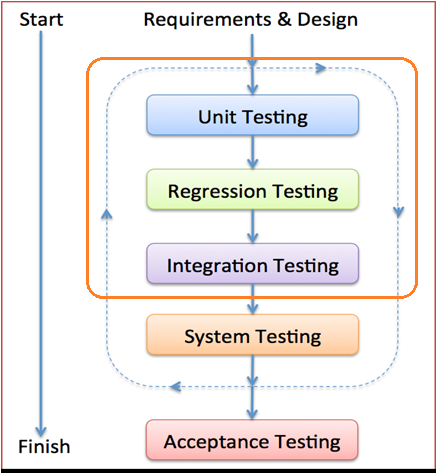 Start
Requirements & Design
Unit Testing
Regression Testing
Integration Testing
System Testing
Finish
Acceptance Testing